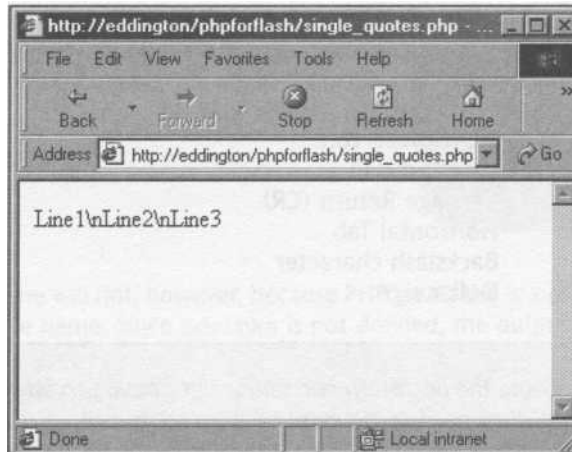 http://eddington/phpforflash/single_quotes.php - ...
File Edit View Favorites Tools Help
Back Forward Stop Refresh Home »
Address http://eddington/phpforflash/single_quotes.php Go
Line1\nLine2\nLine3
Done Local intranet